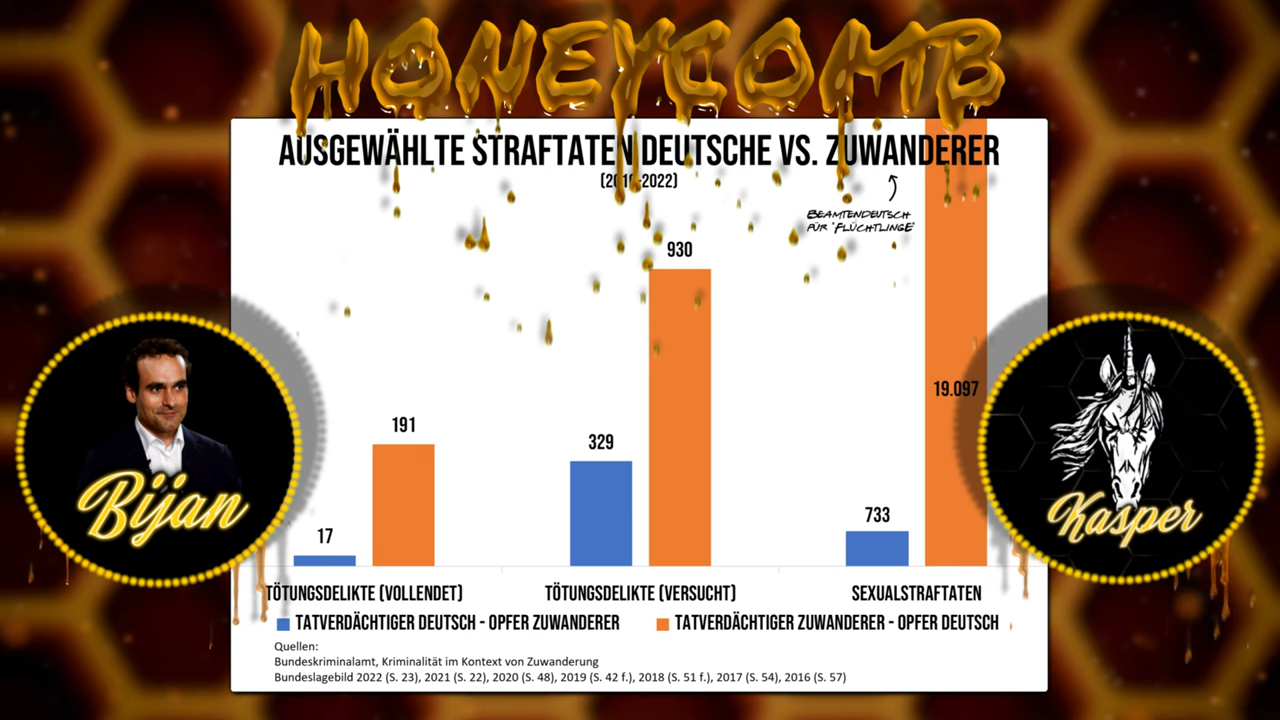 HONEYCOMB
AUSGEWÄHLTE STRAFTATEN DEUTSCHE VS. ZUWANDERER
BEAMTENDEUTSCH
FÜR "FLÜCHTLINGE"
930
19.097
191
329
733
17
Bijan
Kasper
TÖTUNGSDELIKTE (VOLLENDET)
TÖTUNGSDELIKTE (VERSUCHT)
SEXUALSTRAFTATEN
TATVERDÄCHTIGER DEUTSCH - OPFER ZUWANDERER
TATVERDÄCHTIGER ZUWANDERER - OPFER DEUTSCH
Quellen:
Bundeskriminalamt, Kriminalität im Kontext von Zuwanderung
Bundeslagebild 2022 (S. 23), 2021 (S. 22), 2020 (S. 48), 2019 (S. 42 f.), 2018 (S. 51 f.), 2017 (S. 54), 2016 (S. 57)